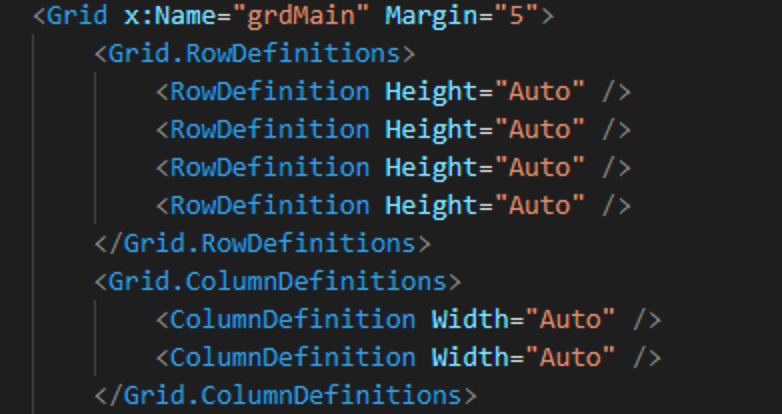 <Grid x:Name="grdMain" Margin="5">
<Grid.RowDefinitions>
<RowDefinition Height="Auto" />
<RowDefinition Height="Auto" />
<RowDefinition Height="Auto" />
<RowDefinition Height="Auto" />
</Grid.RowDefinitions>
<Grid.ColumnDefinitions>
<ColumnDefinition Width="Auto" />
<ColumnDefinition Width="Auto" />
</Grid.ColumnDefinitions>